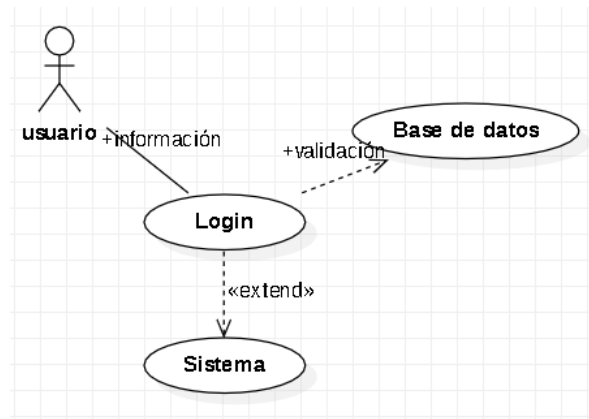 usuario
+información
Base de datos
+validación
Login
«extend»
Sistema